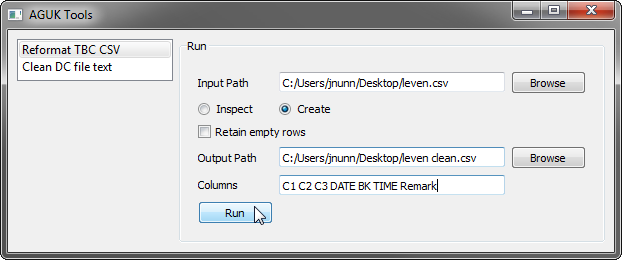 AGUK Tools
Reformat TBC CSV
Clean DC file text
Run
Input Path C:/Users/jnunn/Desktop/leven.csv Browse
Inspect Create
Retain empty rows
Output Path C:/Users/jnunn/Desktop/leven clean.csv Browse
Columns C1 C2 C3 DATE BK TIME Remark
Run